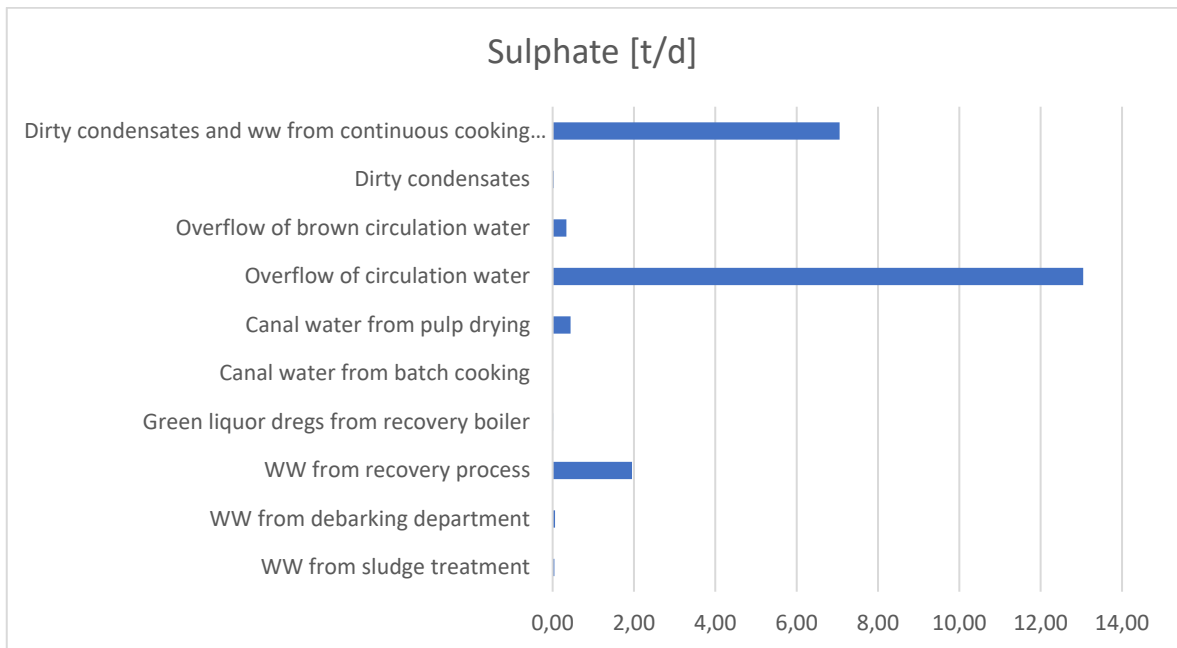 Sulphate [t/d]
Dirty condensates and ww from continuous cooking...
Dirty condensates
Overflow of brown circulation water
Overflow of circulation water
Canal water from pulp drying
Canal water from batch cooking
Green liquor dregs from recovery boiler
WW from recovery process
WW from debarking department
WW from sludge treatment
0,00 2,00 4,00 6,00 8,00 10,00 12,00 14,00